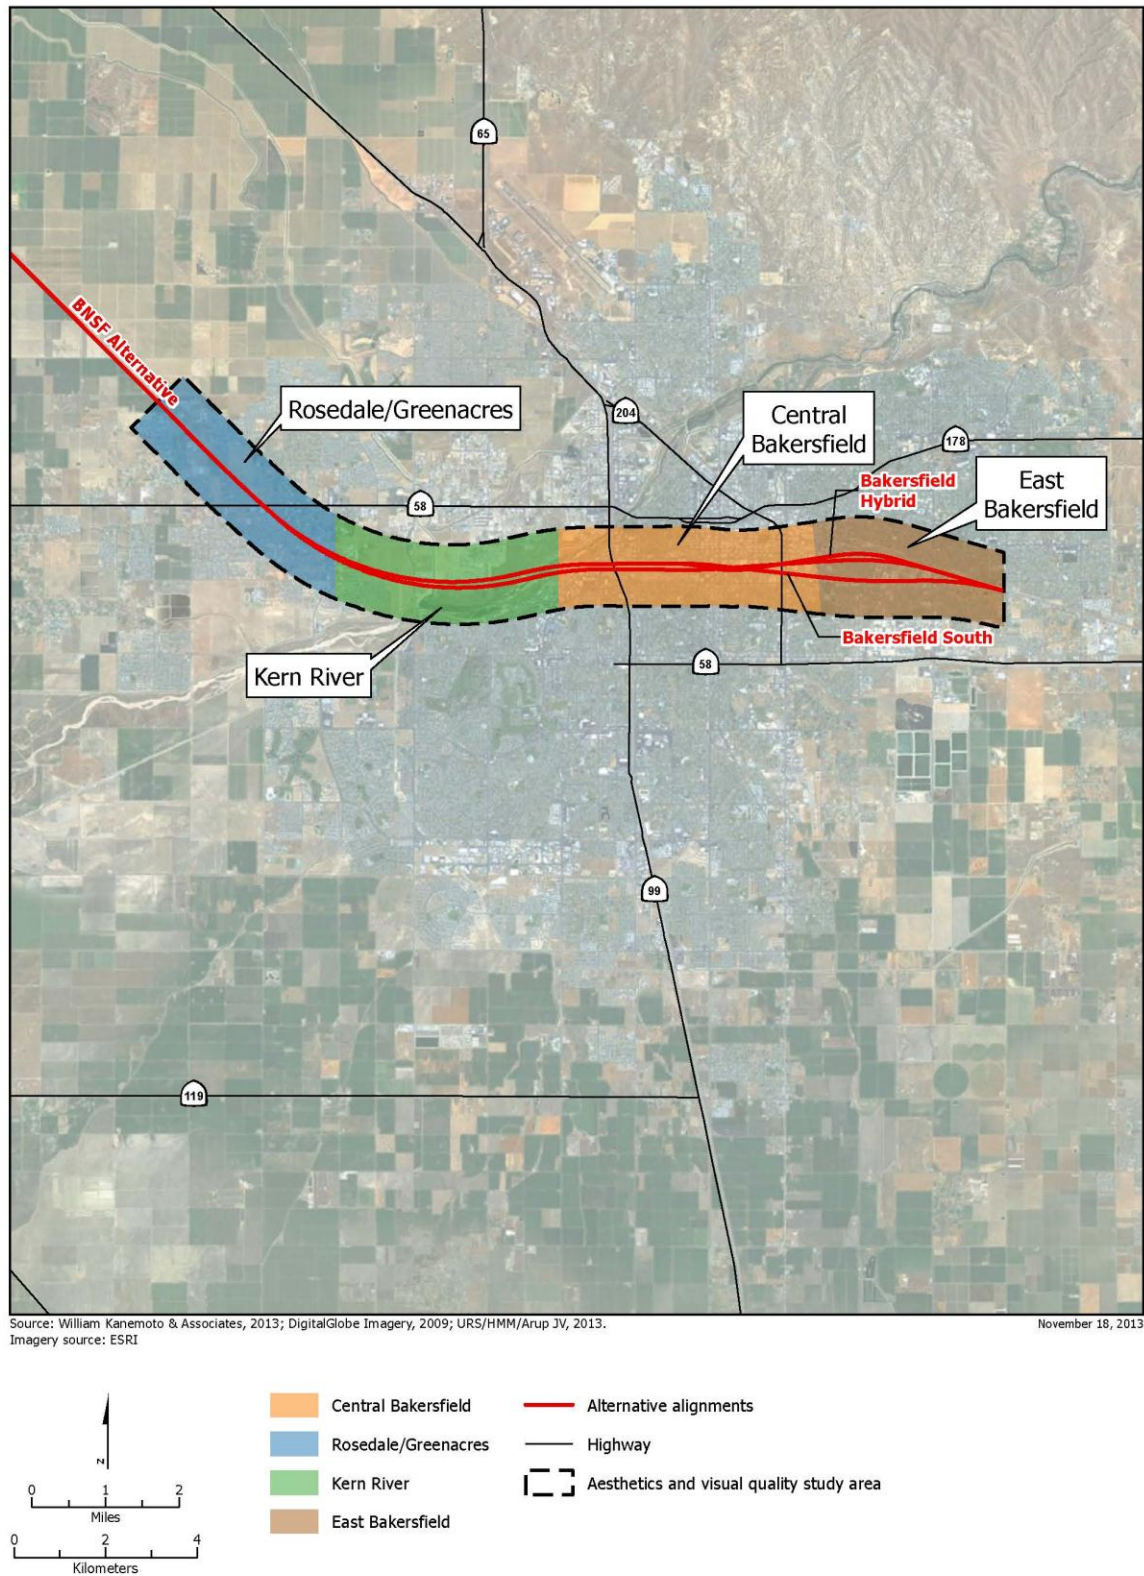 65
BNSF Alternative
Rosedale/Greenacres
204
Central
Bakersfield
178
Bakersfield
Hybrid
East
Bakersfield
58
Kern River
Bakersfield South
58
99
119
Source: William Kanemoto & Associates, 2013; DigitalGlobe Imagery, 2009; URS/HMM/Arup JV, 2013.
November 18, 2013
Imagery source: ESRI
Central Bakersfield
Alternative alignments
Rosedale/Greenacres
Highway
Kern River
Aesthetics and visual quality study area
East Bakersfield
N
0 1 2
Miles
0 2 4
Kilometers